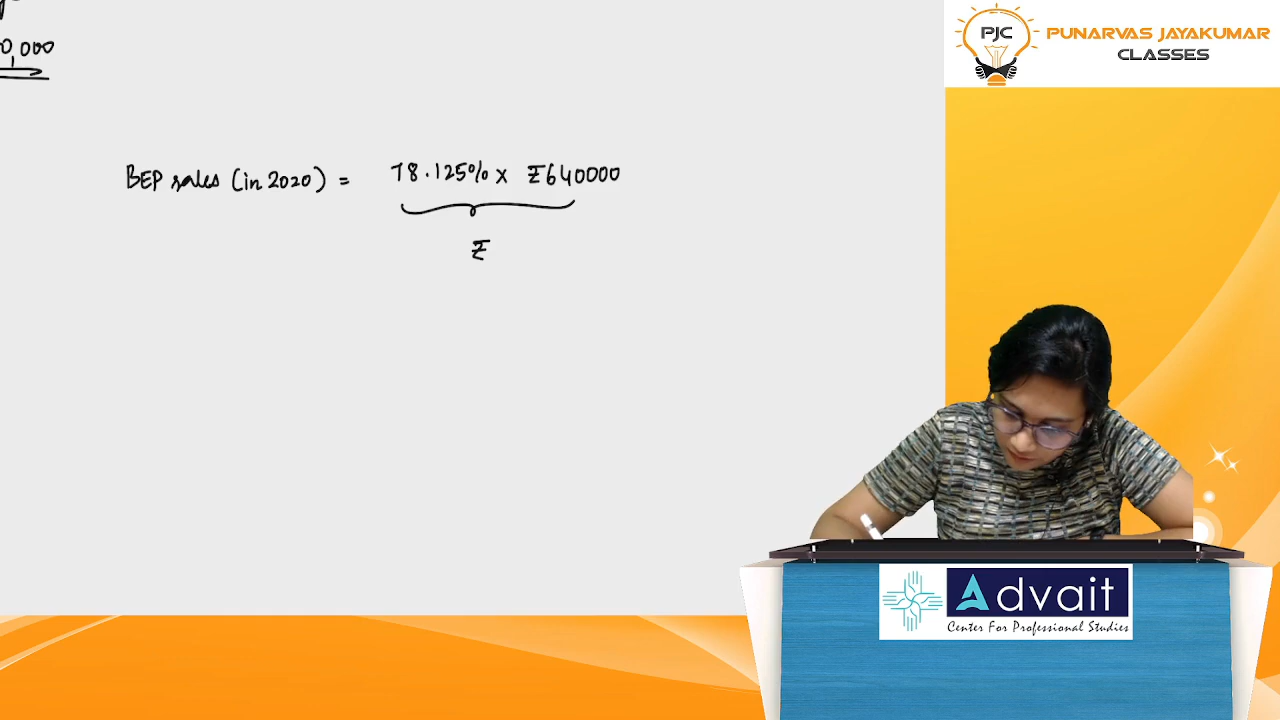 0,000
PJC
PUNARVAS JAYAKUMAR
CLASSES
BEP sales (in 2020) = 78.125% x ₹640000
₹
Advait
Center For Professional Studies